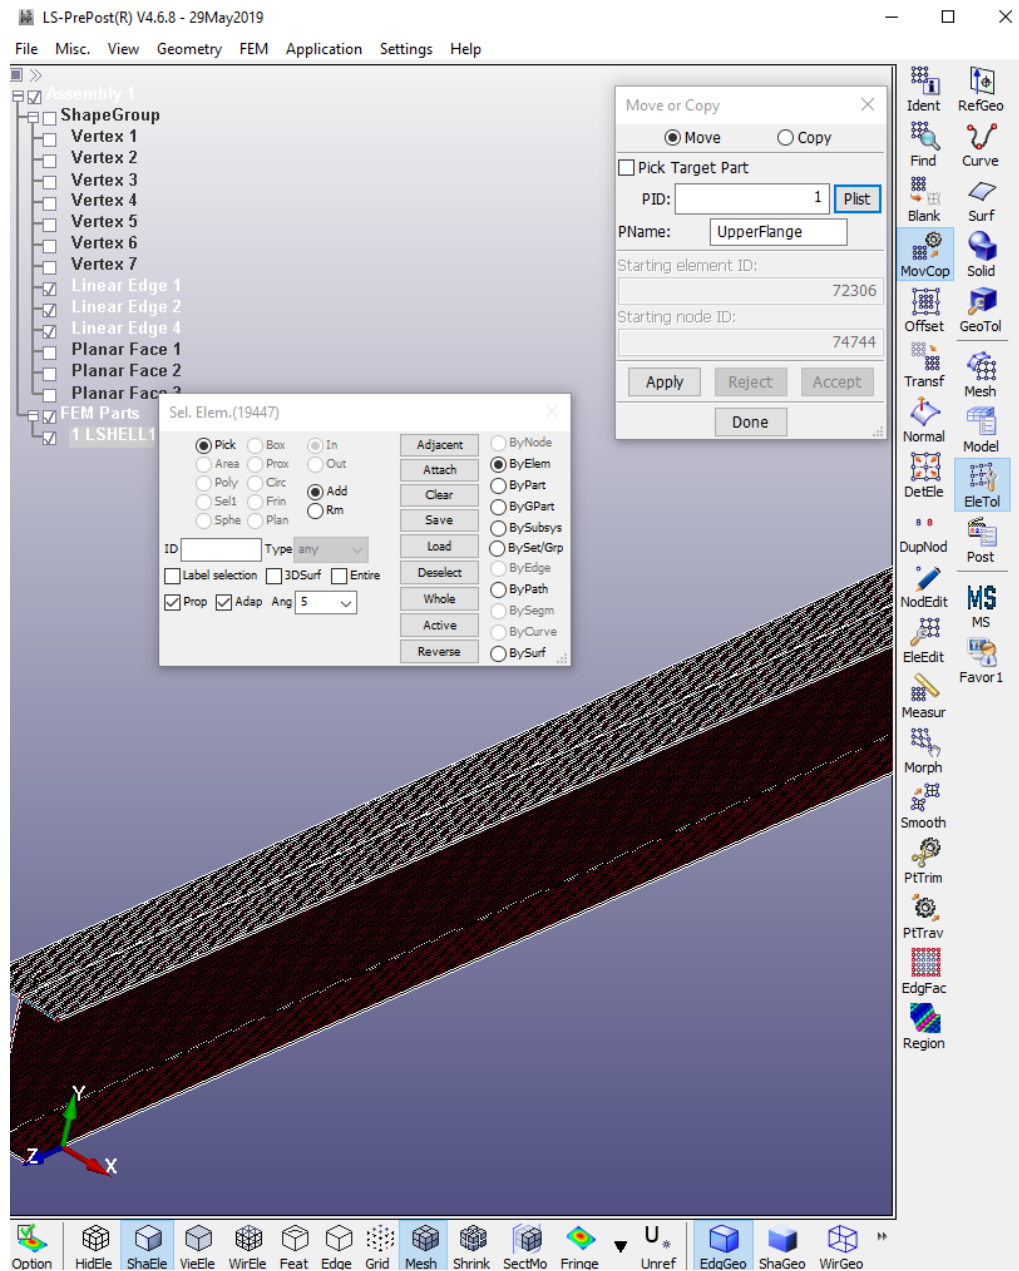 LS-PrePost(R) V4.6.8 - 29May2019
File Misc. View Geometry FEM Application Settings Help
Assembly 1
ShapeGroup
Vertex 1
Vertex 2
Vertex 3
Vertex 4
Vertex 5
Vertex 6
Vertex 7
Linear Edge 1
Linear Edge 2
Linear Edge 4
Planar Face 1
Planar Face 2
Planar Face 3
FEM Parts
1 LSHELL1
Move or Copy
Move Copy
Pick Target Part
PID: 1 Plist
PName: UpperFlange
Starting element ID:
72306
Starting node ID:
74744
Apply Reject Accept
Done
Sel. Elem.(19447)
Pick Box In Adjacent ByNode
Area Prox Out Attach ByElem
Poly Circ Add Clear ByPart
Sel1 Frin Rm Save ByGPart
Sphe Plan Load BySubsys
ID Type any Deselect BySet/Grp
Label selection 3DSurf Entire Whole ByEdge
Prop Adap Ang 5 Active ByPath
Reverse BySegm
ByCurve
BySurf
Ident RefGeo
Find Curve
Blank Surf
MovCop Solid
Offset GeoTol
Transf Mesh
Normal Model
DetEle EleTol
8 8
DupNod Post
NodEdit MS
MS
EleEdit Favor1
Measur
Morph
Smooth
PtTrim
PtTrav
EdgFac
Region
Y
Z
X
U
Option HidEle ShaEle VieEle WirEle Feat Edge Grid Mesh Shrink SectMo Fringe Unref EdgGeo ShaGeo WirGeo